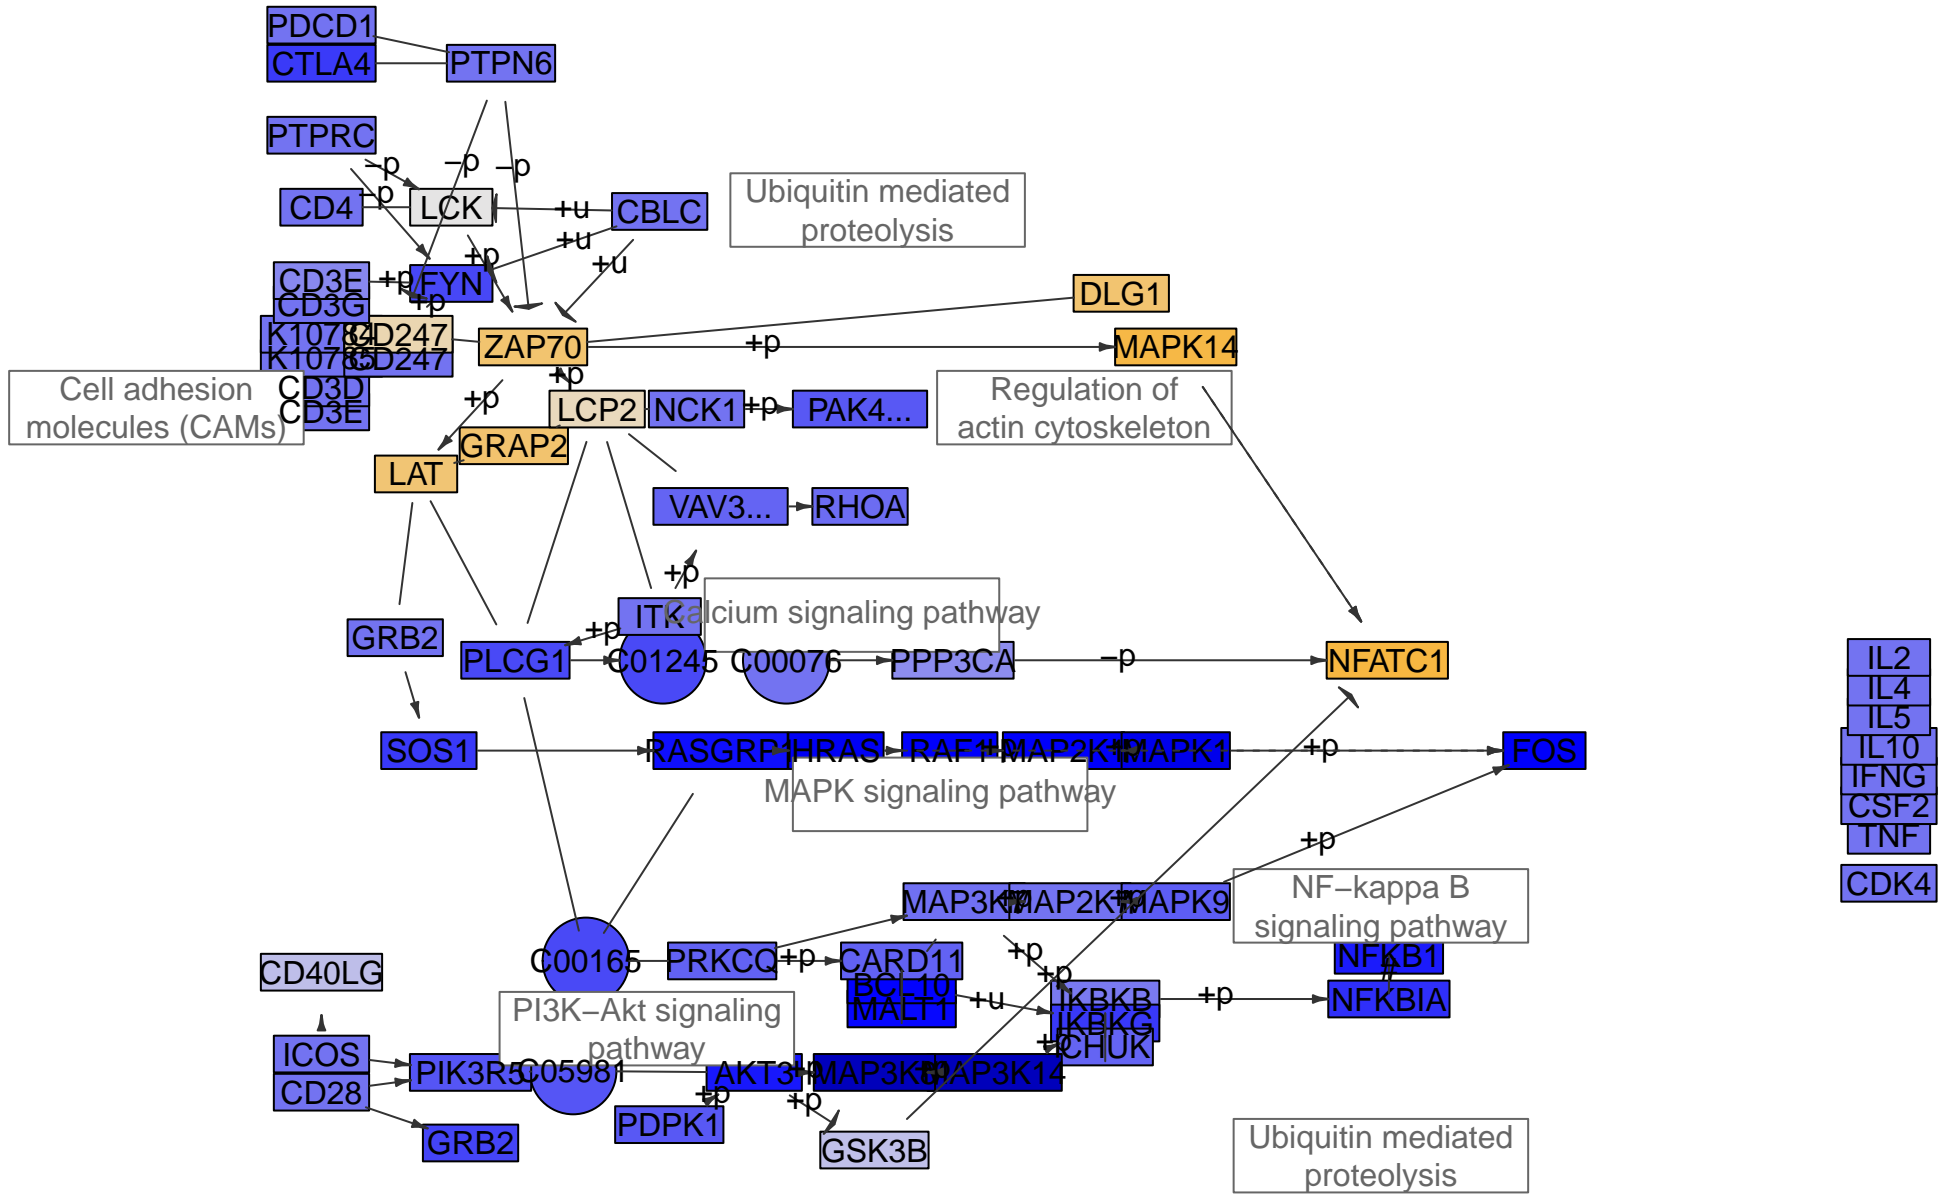 PDCD1
CTLA4
PTPN6
PTPRC
−p
−p
−p
−p
CD4
LCK
+u
CBLC
Ubiquitin mediated
proteolysis
+u
+p
+u
CD3E
+p
FYN
+p
CD3G
DLG1
CD247
ZAP70
+p
MAPK14
K10785
CD247
CD3D
CD3E
Cell adhesion
molecules (CAMs)
+p
+p
LCP2
NCK1
+p
PAK4...
Regulation of
actin cytoskeleton
GRAP2
LAT
VAV3...
RHOA
+p
ITK
Calcium signaling pathway
GRB2
+p
PLCG1
C01245
C00076
PPP3CA
−p
NFATC1
IL2
IL4
IL5
IL10
IFNG
CSF2
TNF
CDK4
SOS1
RASGRP1
HRAS
RAF1
MAPK1
+p
FOS
MAPK signaling pathway
+p
MAPK9
NF−kappa B
signaling pathway
C00165
PRKCQ
+p
CARD11
+p
+p
NFKB1
CD40LG
BCL10
MALT1
+u
IKBKB
IKBKG
CHUK
+p
NFKBIA
PI3K−Akt signaling
pathway
ICOS
CD28
PIK3R5
C05981
AKT3
+p
MAP3K14
+p
+p
PDPK1
GRB2
GSK3B
Ubiquitin mediated
proteolysis